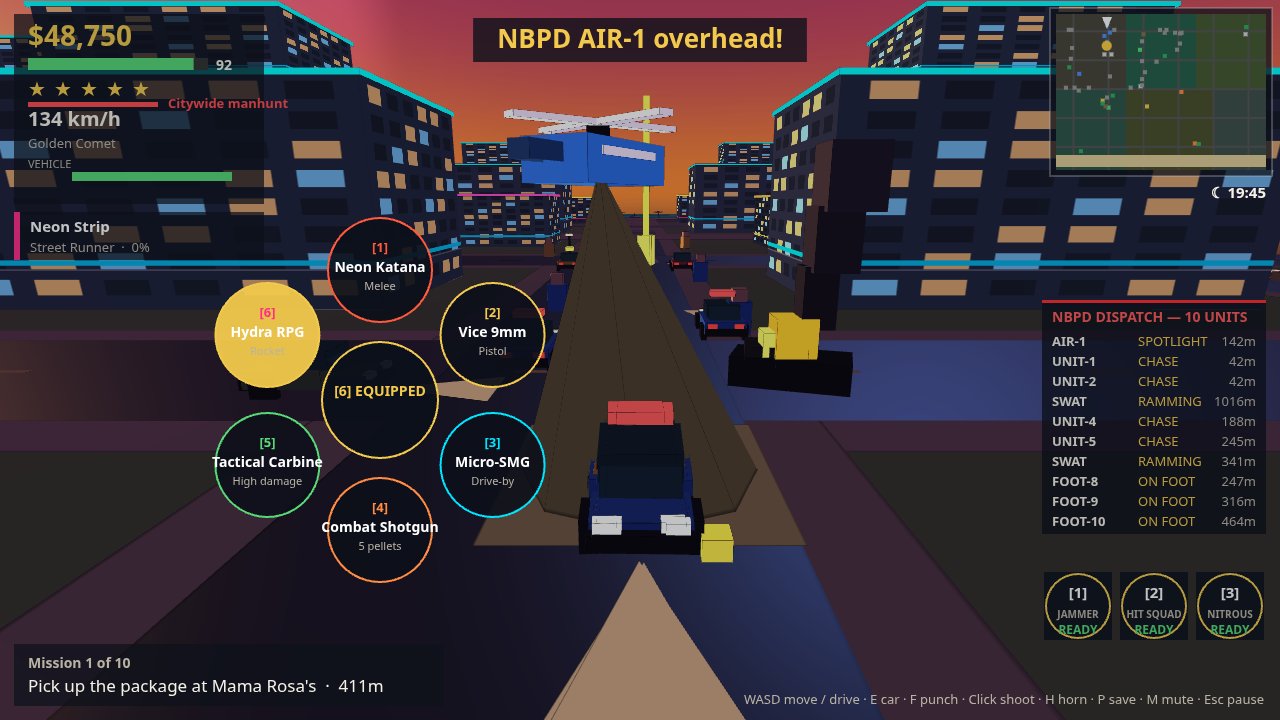 $48,750
NBPD AIR-1 overhead!
92
★ ★ ★ ★ ★
Citywide manhunt
134 km/h
Golden Comet
VEHICLE
☾ 19:45
Neon Strip
Street Runner · 0%
[1]
Neon Katana
Melee
[6]
Hydra RPG
Rocket
[2]
Vice 9mm
Pistol
[6] EQUIPPED
[5]
Tactical Carbine
High damage
[3]
Micro-SMG
Drive-by
[4]
Combat Shotgun
5 pellets
NBPD DISPATCH — 10 UNITS
AIR-1 SPOTLIGHT 142m
UNIT-1 CHASE 42m
UNIT-2 CHASE 42m
SWAT RAMMING 1016m
UNIT-4 CHASE 188m
UNIT-5 CHASE 245m
SWAT RAMMING 341m
FOOT-8 ON FOOT 247m
FOOT-9 ON FOOT 316m
FOOT-10 ON FOOT 464m
[1] [2] [3]
JAMMER HIT SQUAD NITROUS
READY READY READY
Mission 1 of 10
Pick up the package at Mama Rosa's · 411m
WASD move / drive · E car · F punch · Click shoot · H horn · P save · M mute · Esc pause